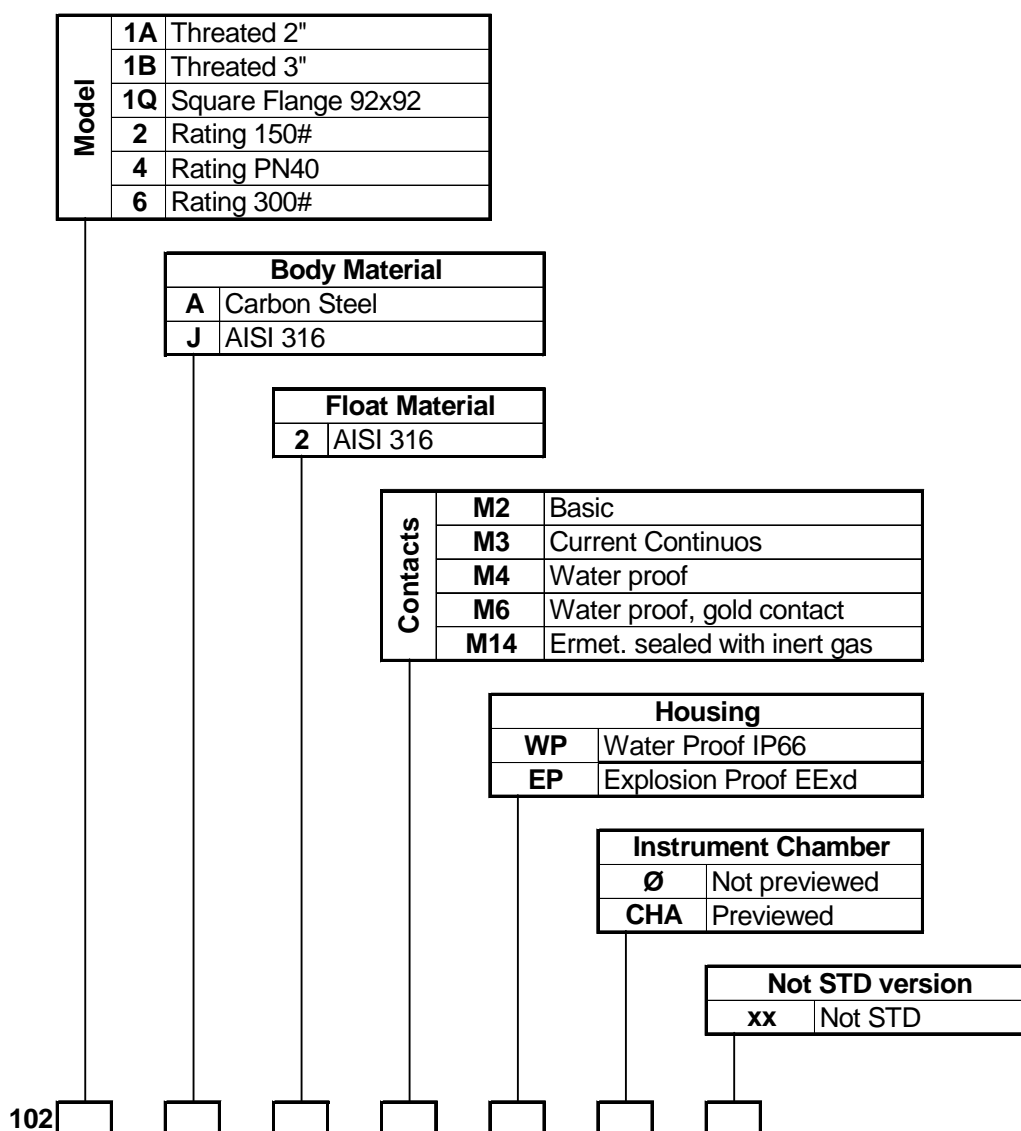 Model
1A Threated 2"
1B Threated 3"
1Q Square Flange 92x92
2 Rating 150#
4 Rating PN40
6 Rating 300#
Body Material
A Carbon Steel
J AISI 316
Float Material
2 AISI 316
Contacts
M2 Basic
M3 Current Continuos
M4 Water proof
M6 Water proof, gold contact
M14 Ermet. sealed with inert gas
Housing
WP Water Proof IP66
EP Explosion Proof EExd
Instrument Chamber
Ø Not previewed
CHA Previewed
Not STD version
xx Not STD
102